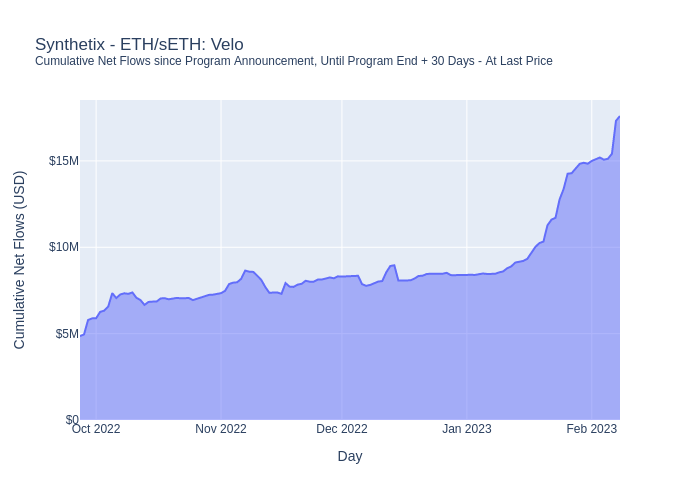 Synthetix - ETH/sETH: Velo
Cumulative Net Flows since Program Announcement, Until Program End + 30 Days - At Last Price
Cumulative Net Flows (USD)
$15M
$10M
$5M
$0
Oct 2022
Nov 2022
Dec 2022
Jan 2023
Feb 2023
Day